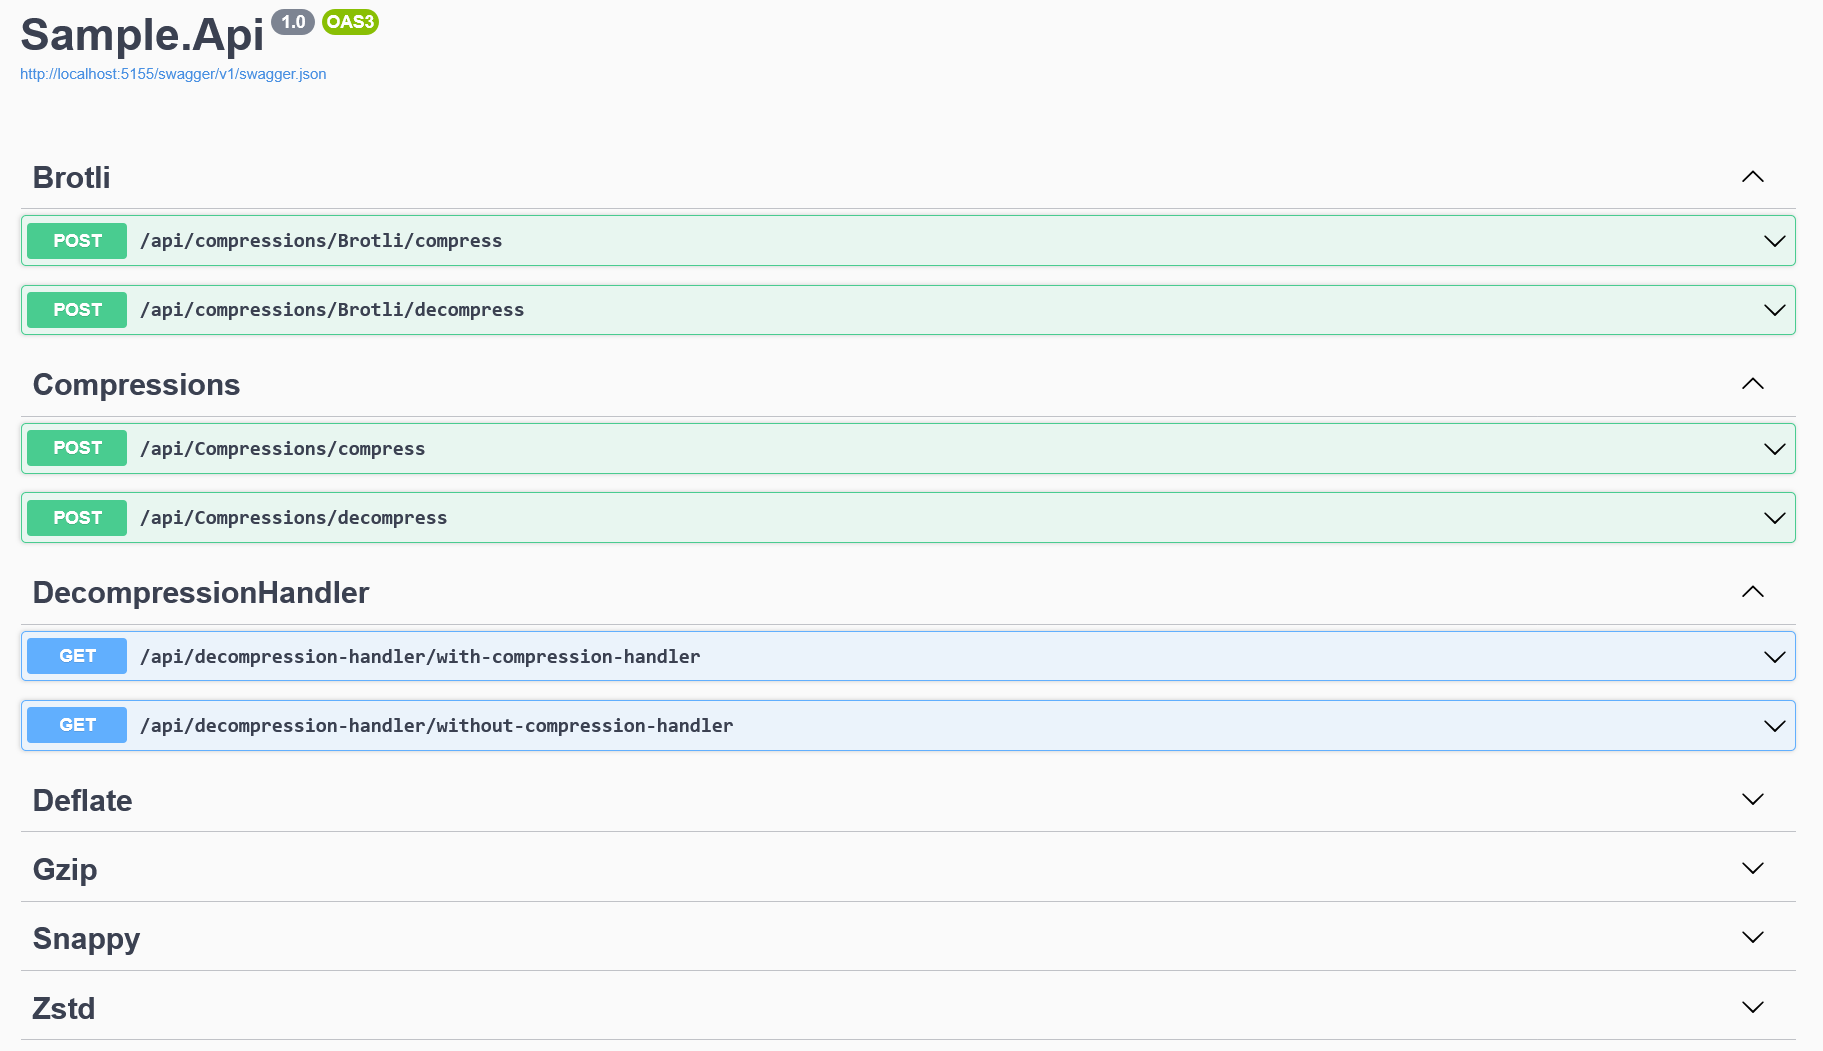 Sample.Api 1.0 OAS3
http://localhost:5155/swagger/v1/swagger.json
Brotli
POST /api/compressions/Brotli/compress
POST /api/compressions/Brotli/decompress
Compressions
POST /api/Compressions/compress
POST /api/Compressions/decompress
DecompressionHandler
GET /api/decompression-handler/with-compression-handler
GET /api/decompression-handler/without-compression-handler
Deflate
Gzip
Snappy
Zstd